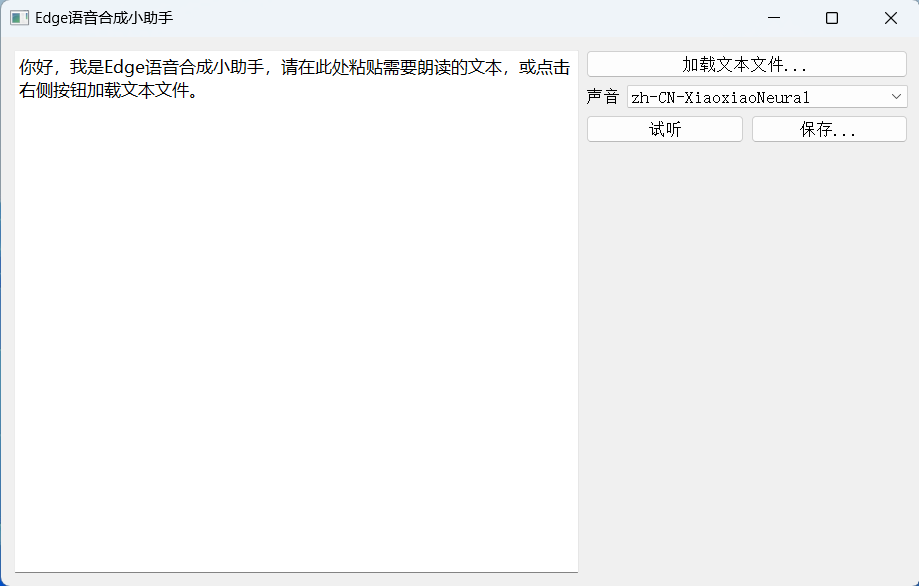 Edge语音合成小助手
你好，我是Edge语音合成小助手，请在此处粘贴需要朗读的文本，或点击
右侧按钮加载文本文件。
加载文本文件...
声音 zh-CN-XiaoxiaoNeural
试听 保存...